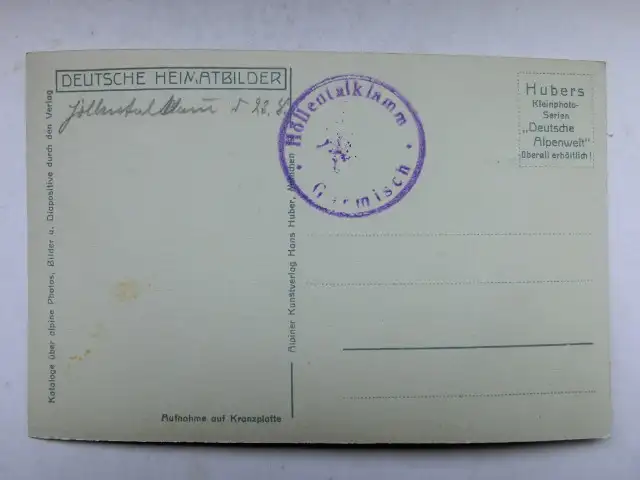 DEUTSCHE HEIMATBILDER
Höllentalklamm
Garmisch
Hubers
Kleinphoto-
Serien
„Deutsche
Alpenwelt"
überall erhältlich!
Kataloge über alpine Photos, Bilder u. Diapositive durch den Verlag
Alpiner Kunstverlag Hans Huber, München
Aufnahme auf Kranzplatte